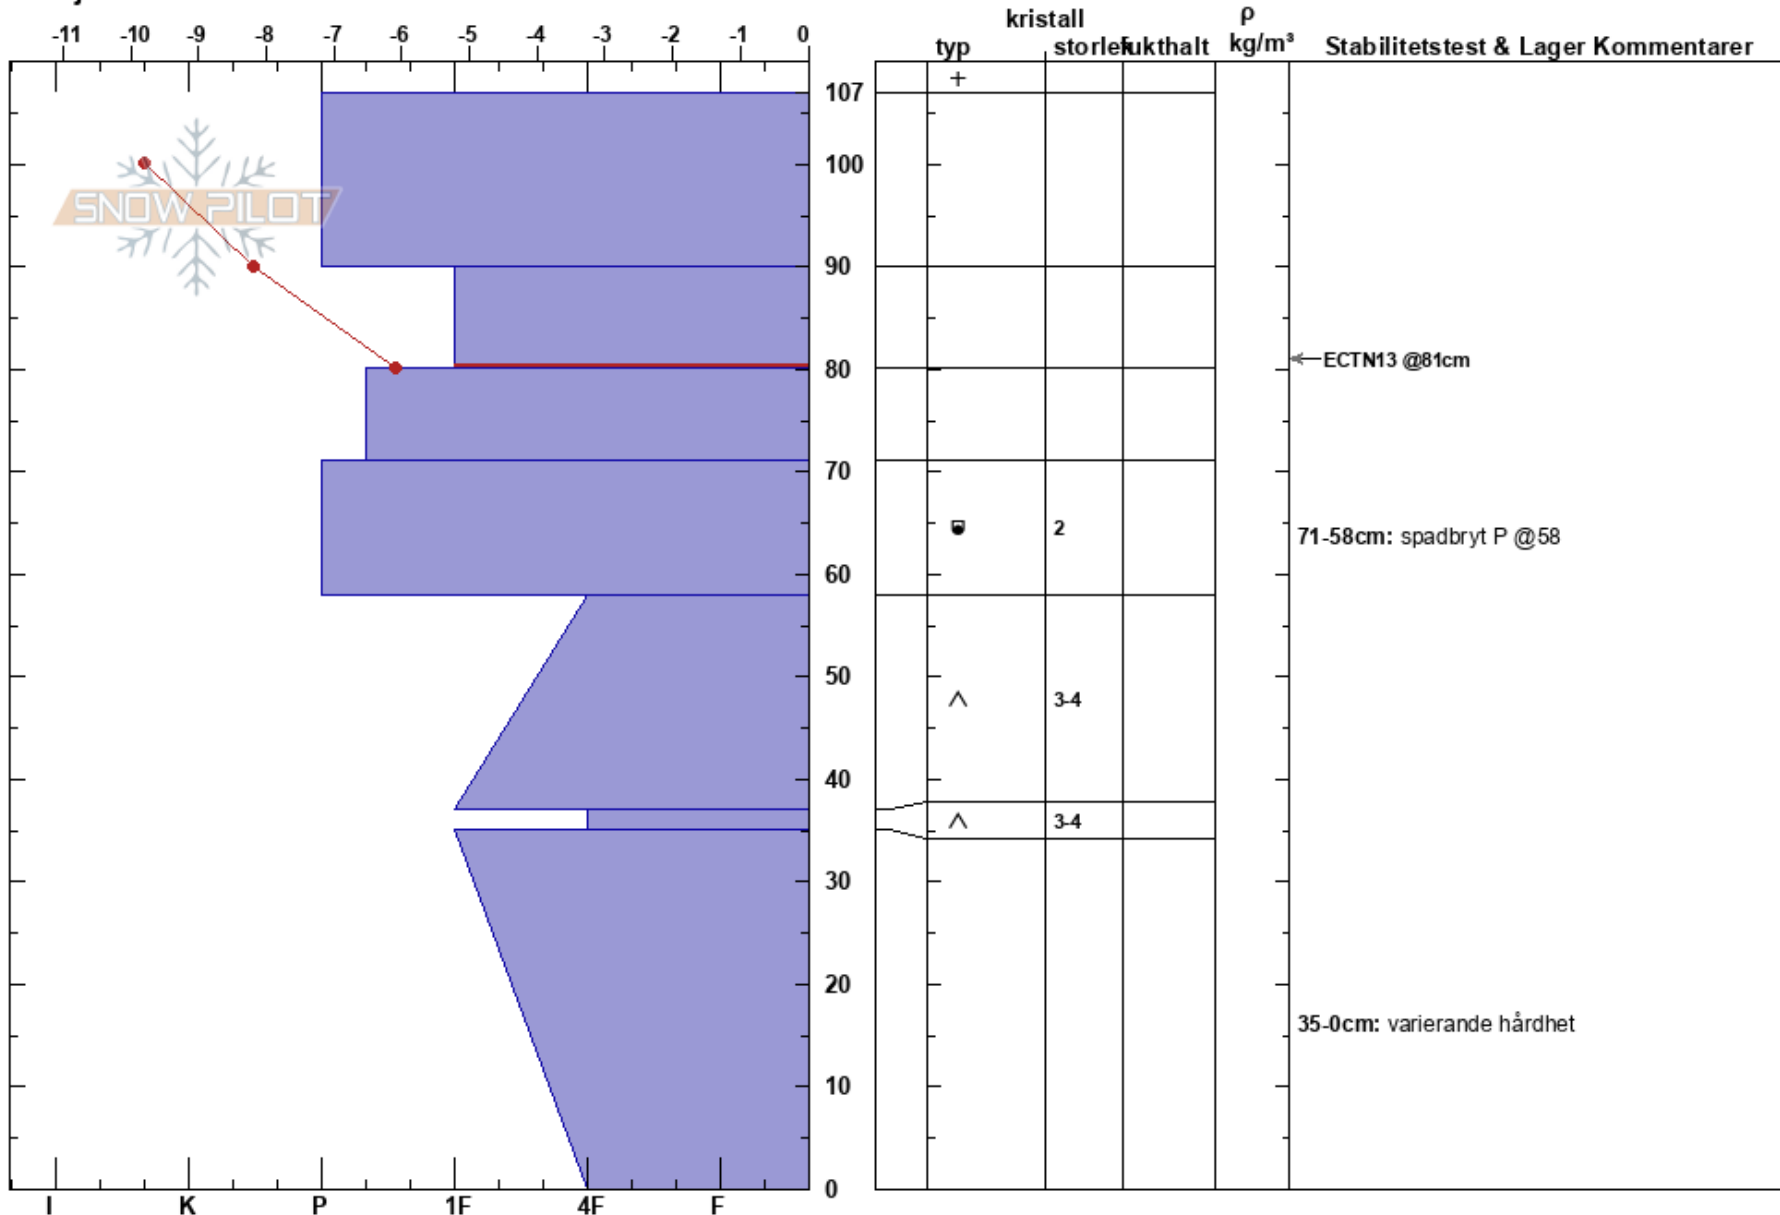 kristall ρ
-11 -10 -9 -8 -7 -6 -5 -4 -3 -2 -1 0 typ storlek fukthalt kg/m³ Stabilitetstest & Lager Kommentarer
+
107
100
SNOW PILOT
90
80 ECTN13 @81cm
70
2 71-58cm: spadbryt P @58
60
50
3-4
40
3-4
30
20
35-0cm: varierande hårdhet
10
0
I K P 1F 4F F